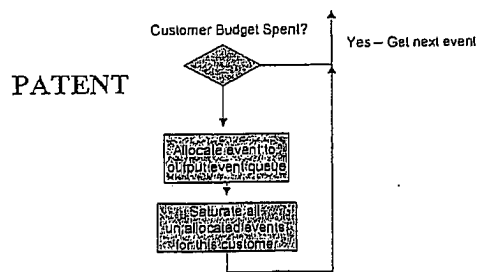 Customer Budget Spent?
Yes – Get next event
PATENT
Allocate event to
output event queue
Saturate all
unallocated events
for this customer